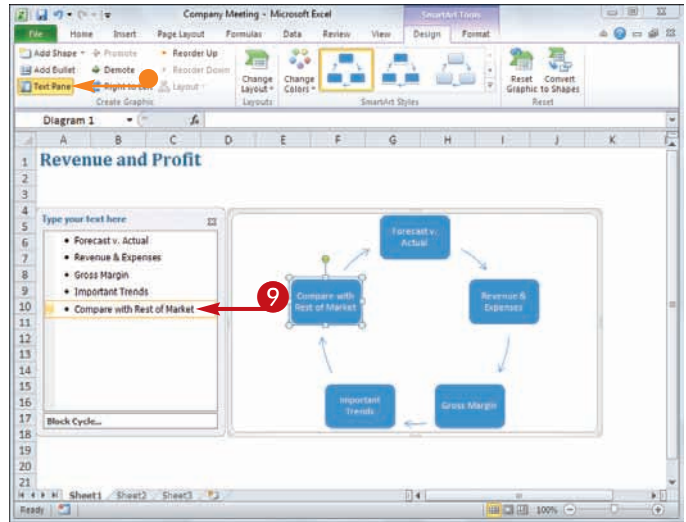 Company Meeting - Microsoft Excel
SmartArt Tools
File Home Insert Page Layout Formulas Data Review View Design Format
Add Shape Promote Reorder Up
Add Bullet Demote Reorder Down
Text Pane Right to Left Layout
Create Graphic
Change Layout
Layouts
Change Colors
SmartArt Styles
Reset Graphic
Convert to Shapes
Reset
Diagram 1 fx
A B C D E F G H I J K
1 Revenue and Profit
2
3
4
5 Type your text here
6 • Forecast v. Actual
7 • Revenue & Expenses
8 • Gross Margin
9 • Important Trends
10 • Compare with Rest of Market
11
12
13
14
15
16
17 Block Cycle...
18
19
20
21
9
Forecast v.
Actual
Compare with
Rest of Market
Revenue &
Expenses
Important
Trends
Gross Margin
Sheet1 Sheet2 Sheet3
Ready 100%